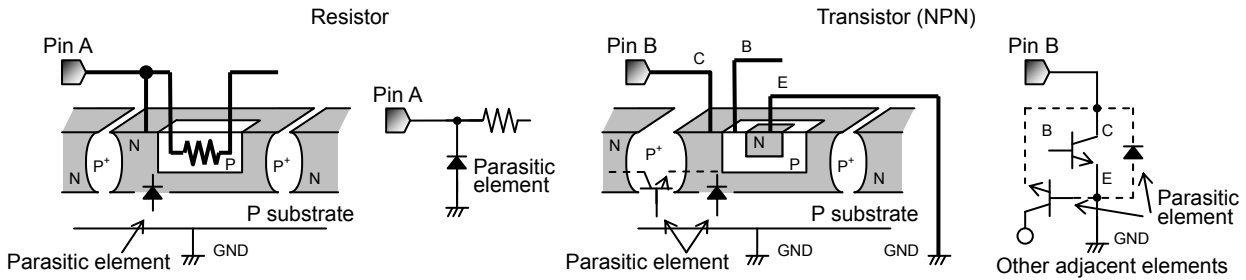 Resistor
Pin A
N
P+
N
P
P+
N
P substrate
Parasitic element
GND
Pin A
Parasitic
element
Transistor (NPN)
Pin B
C
B
E
N
P+
N
P
P+
N
P substrate
Parasitic element
GND
GND
Pin B
B
C
E
Parasitic
element
GND
Other adjacent elements